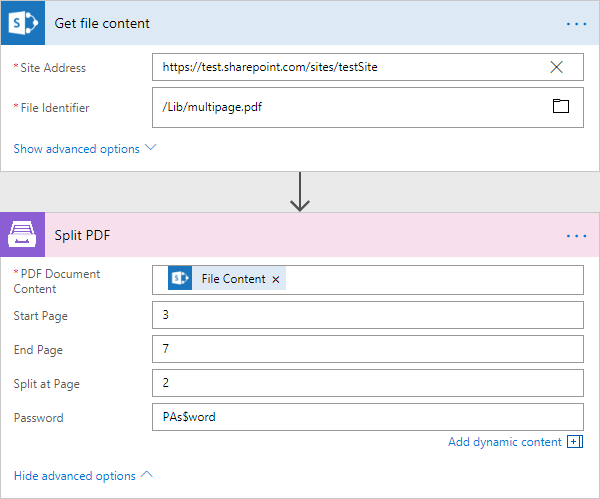 Get file content
* Site Address
https://test.sharepoint.com/sites/testSite
* File Identifier
/Lib/multipage.pdf
Show advanced options
Split PDF
* PDF Document
Content
File Content ×
Start Page
3
End Page
7
Split at Page
2
Password
PAs$word
Add dynamic content
Hide advanced options